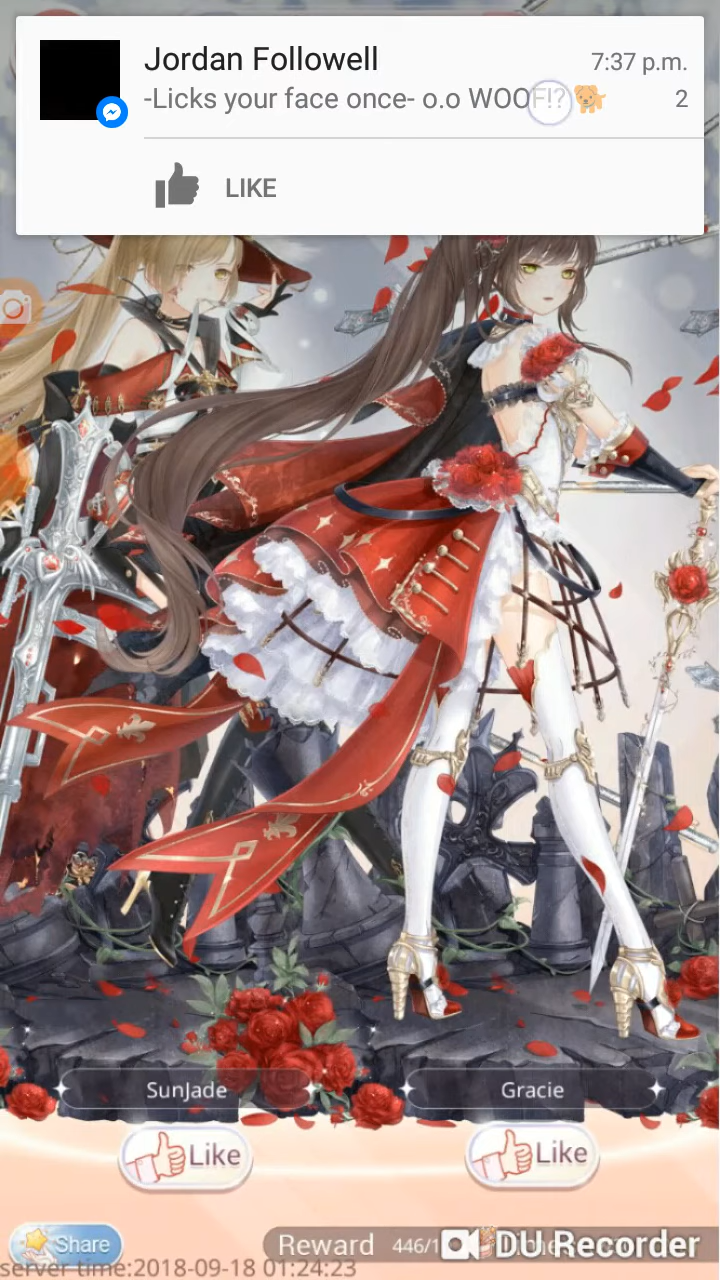 Jordan Followell
7:37 p.m.
-Licks your face once- o.o WOOF!?🐕
2
LIKE
SunJade
Gracie
Like
Like
Share
Reward 446/1
DU Recorder
server time:2018-09-18 01:24:23